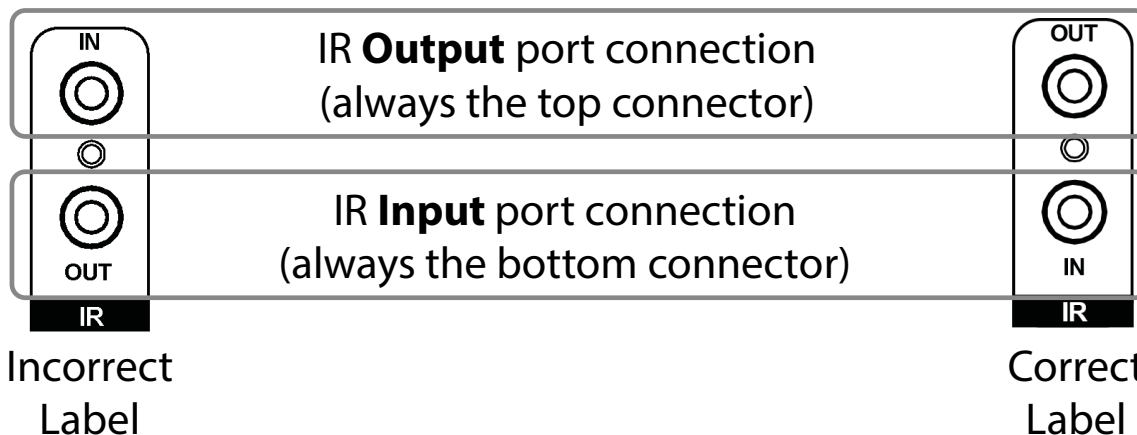 IN
IR Output port connection
(always the top connector)
OUT
IR Input port connection
(always the bottom connector)
OUT
IN
IR
IR
Incorrect
Label
Correct
Label